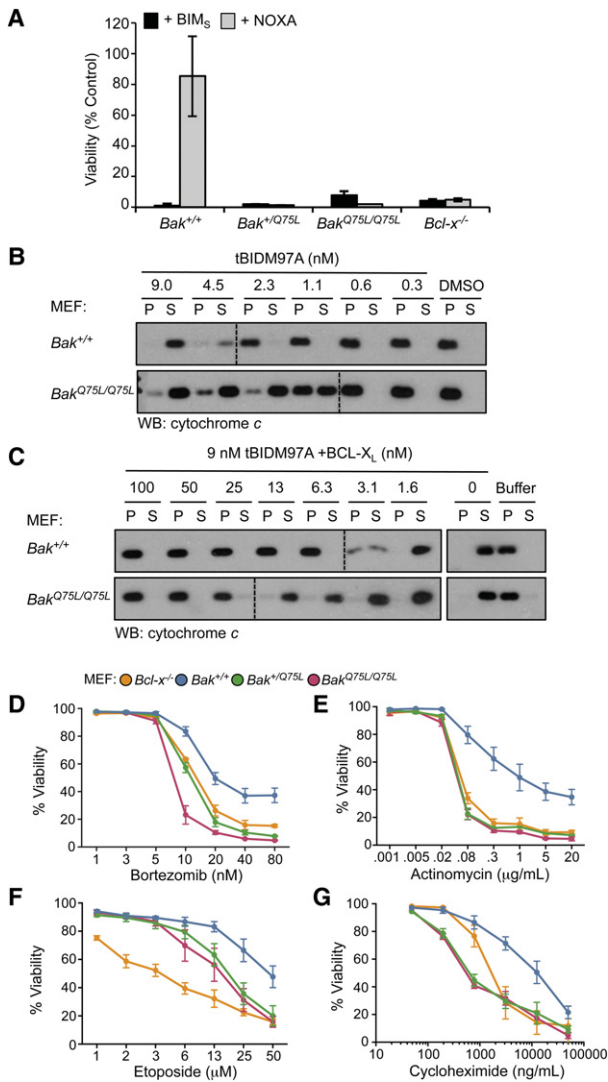 A
+ BIMS + NOXA
Viability (% Control)
120
100
80
60
40
20
0
Bak+/+ Bak+/Q75L BakQ75L/Q75L Bcl-x-/-
B
tBIDM97A (nM)
9.0 4.5 2.3 1.1 0.6 0.3 DMSO
MEF: P S P S P S P S P S P S P S
Bak+/+
BakQ75L/Q75L
WB: cytochrome c
C
9 nM tBIDM97A +BCL-XL (nM)
100 50 25 13 6.3 3.1 1.6 0 Buffer
MEF: P S P S P S P S P S P S P S P S P S
Bak+/+
BakQ75L/Q75L
WB: cytochrome c
MEF: Bcl-x-/- Bak+/+ Bak+/Q75L BakQ75L/Q75L
D
% Viability
100
80
60
40
20
0
1 3 5 10 20 40 80
Bortezomib (nM)
E
% Viability
100
80
60
40
20
0
.001 .005 .02 .08 .3 1 5 20
Actinomycin (µg/mL)
F
% Viability
100
80
60
40
20
0
1 2 3 6 13 25 50
Etoposide (µM)
G
% Viability
100
80
60
40
20
0
10 100 1000 10000 100000
Cycloheximide (ng/mL)